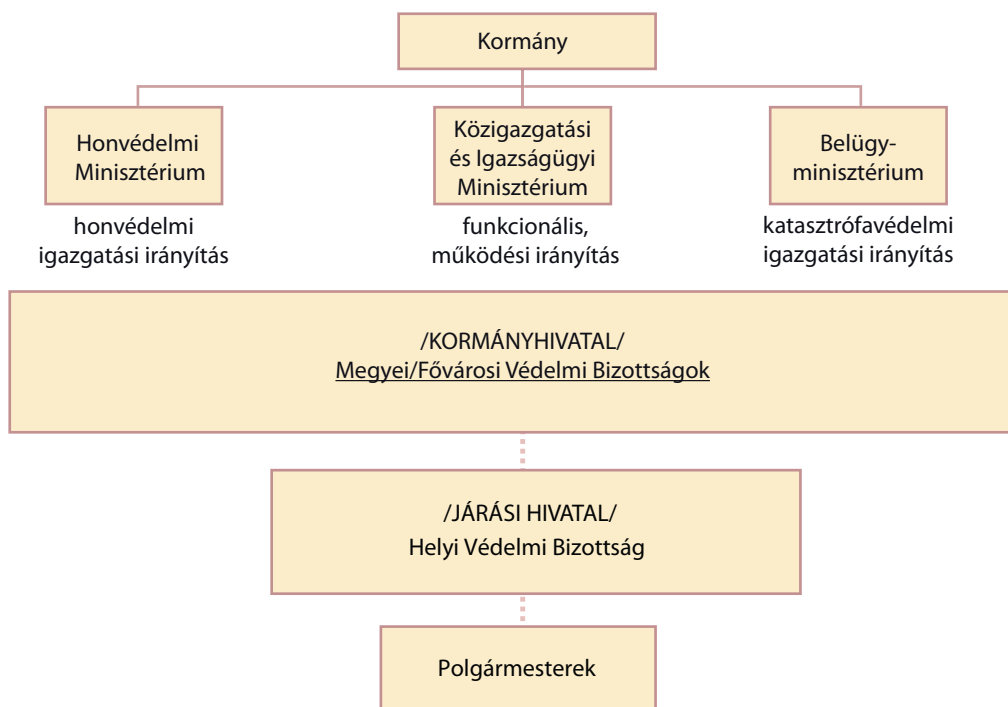 Kormány
Honvédelmi
Minisztérium
Közigazgatási
és Igazságügyi
Minisztérium
Belügy-
minisztérium
honvédelmi
igazgatási irányítás
funkcionális,
működési irányítás
katasztrófavédelmi
igazgatási irányítás
/KORMÁNYHIVATAL/
Megyei/Fővárosi Védelmi Bizottságok
/JÁRÁSI HIVATAL/
Helyi Védelmi Bizottság
Polgármesterek